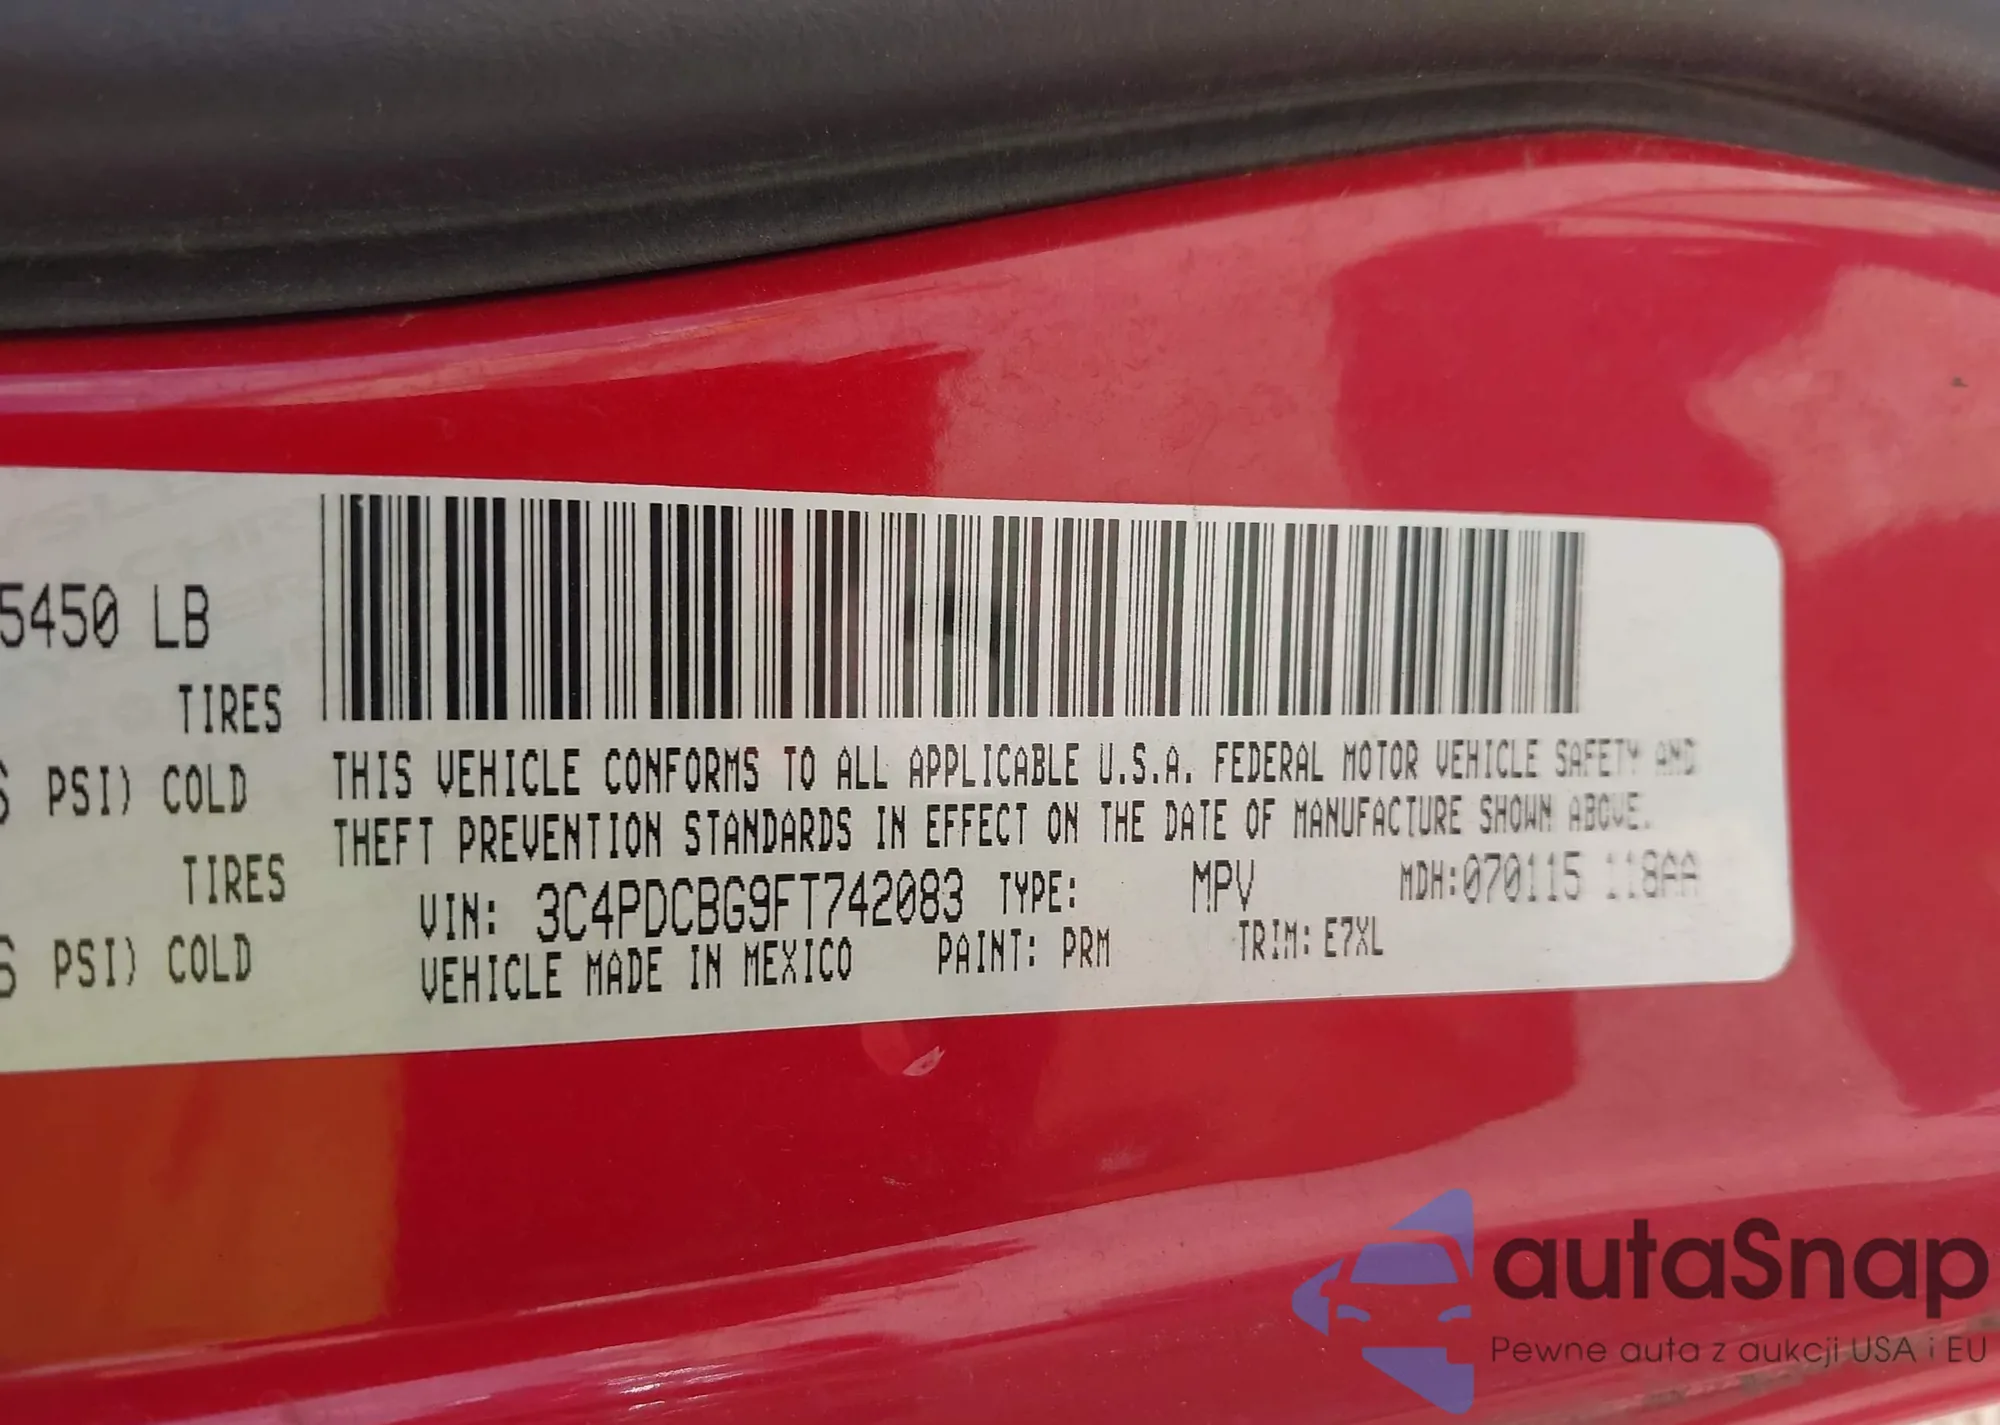 5450 LB
TIRES
PSI) COLD
TIRES
PSI) COLD
THIS VEHICLE CONFORMS TO ALL APPLICABLE U.S.A. FEDERAL MOTOR VEHICLE SAFETY AND
THEFT PREVENTION STANDARDS IN EFFECT ON THE DATE OF MANUFACTURE SHOWN ABOVE.
VIN: 3C4PDCBG9FT742083 TYPE: MPV MDH:070115 118AA
VEHICLE MADE IN MEXICO PAINT: PRM TRIM: E7XL
autaSnap
Pewne auta z aukcji USA i EU